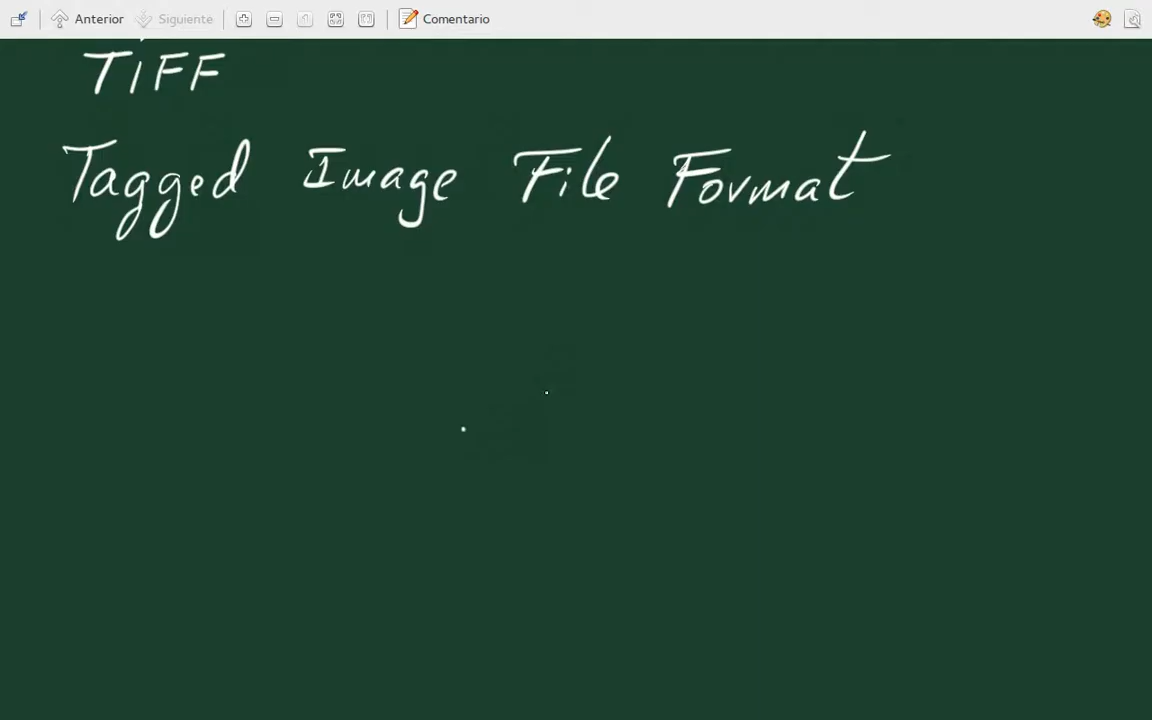 Anterior Siguiente Comentario
TIFF
Tagged Image File Format